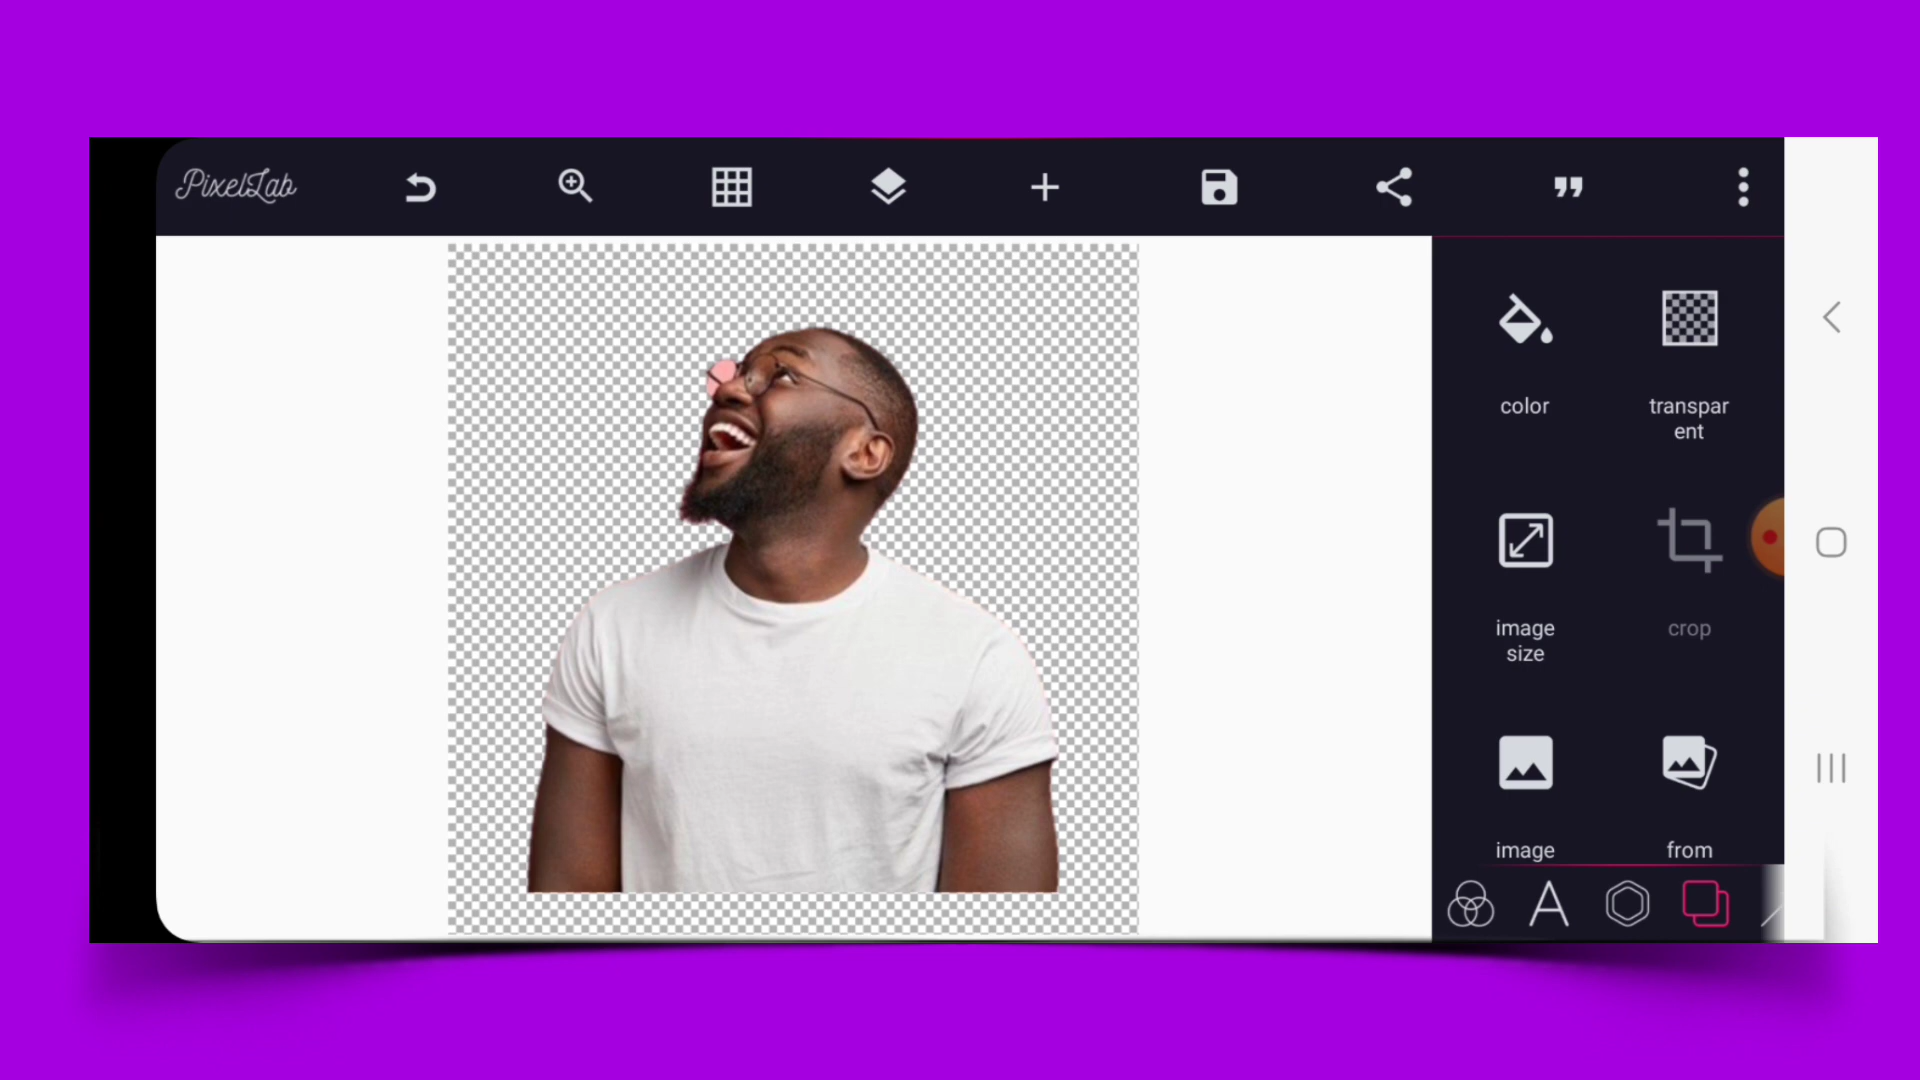 PixelLab
color
transpar
ent
image
size
crop
image
from